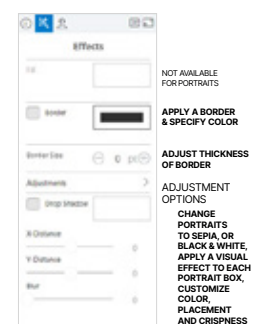 Effects
Fill
NOT AVAILABLE
FOR PORTRAITS
Border
APPLY A BORDER
& SPECIFY COLOR
Border Size
0 px
ADJUST THICKNESS
OF BORDER
Adjustments
ADJUSTMENT
OPTIONS
Drop Shadow
CHANGE
PORTRAITS
TO SEPIA, OR
BLACK & WHITE,
APPLY A VISUAL
EFFECT TO EACH
PORTRAIT BOX,
CUSTOMIZE
COLOR,
PLACEMENT
AND CRISPNESS
X-Distance
0
Y-Distance
0
Blur
0